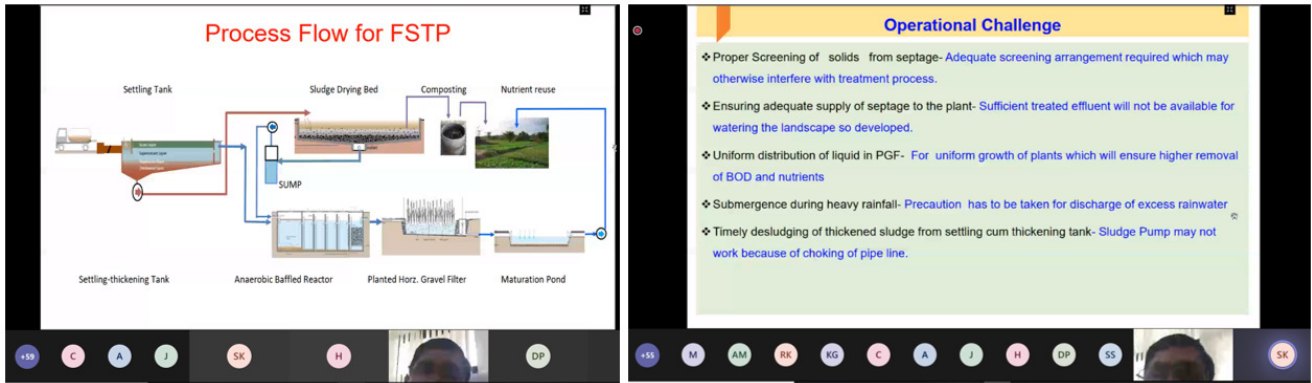 Process Flow for FSTP
Settling Tank
Sludge Drying Bed
Composting
Nutrient reuse
SUMP
Settling-thickening Tank
Anaerobic Baffled Reactor
Planted Horz. Gravel Filter
Maturation Pond
+59
C
A
J
SK
H
DP
Operational Challenge
❖Proper Screening of solids from septage- Adequate screening arrangement required which may
otherwise interfere with treatment process.
❖Ensuring adequate supply of septage to the plant- Sufficient treated effluent will not be available for
watering the landscape so developed.
❖Uniform distribution of liquid in PGF- For uniform growth of plants which will ensure higher removal
of BOD and nutrients
❖Submergence during heavy rainfall- Precaution has to be taken for discharge of excess rainwater
❖Timely desludging of thickened sludge from settling cum thickening tank- Sludge Pump may not
work because of choking of pipe line.
+55
M
AM
RK
KG
C
A
J
H
DP
SS
SK